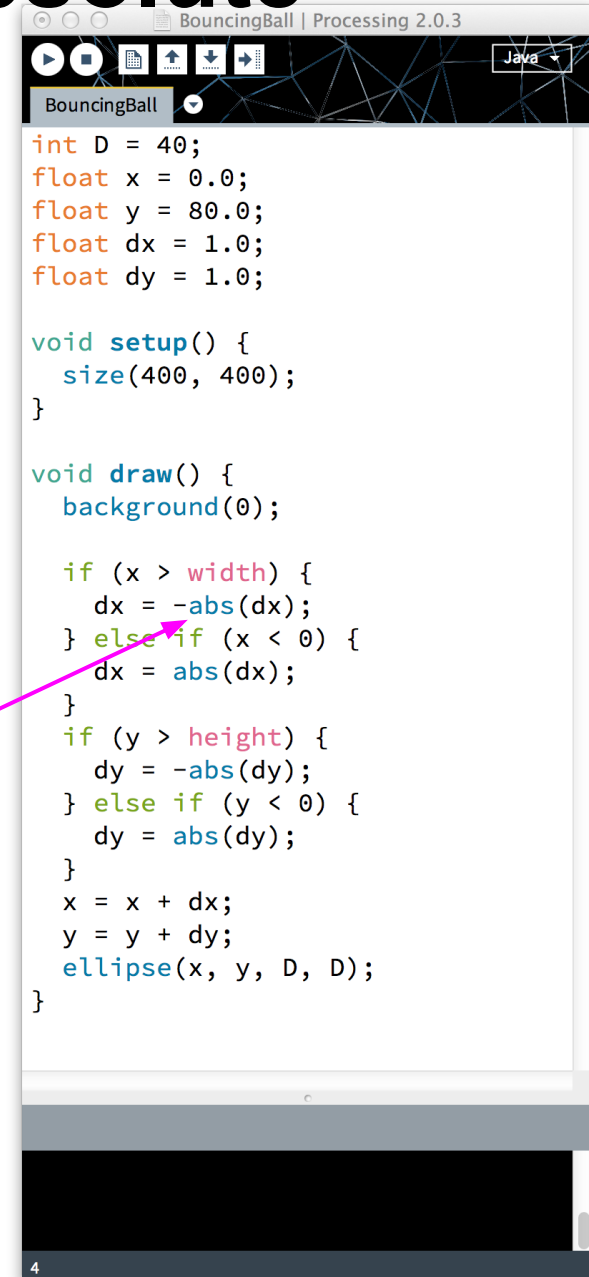 BouncingBall | Processing 2.0.3
Java
BouncingBall
int D = 40;
float x = 0.0;
float y = 80.0;
float dx = 1.0;
float dy = 1.0;
void setup() {
  size(400, 400);
}
void draw() {
  background(0);
  if (x > width) {
    dx = -abs(dx);
  } else if (x < 0) {
    dx = abs(dx);
  }
  if (y > height) {
    dy = -abs(dy);
  } else if (y < 0) {
    dy = abs(dy);
  }
  x = x + dx;
  y = y + dy;
  ellipse(x, y, D, D);
}
4